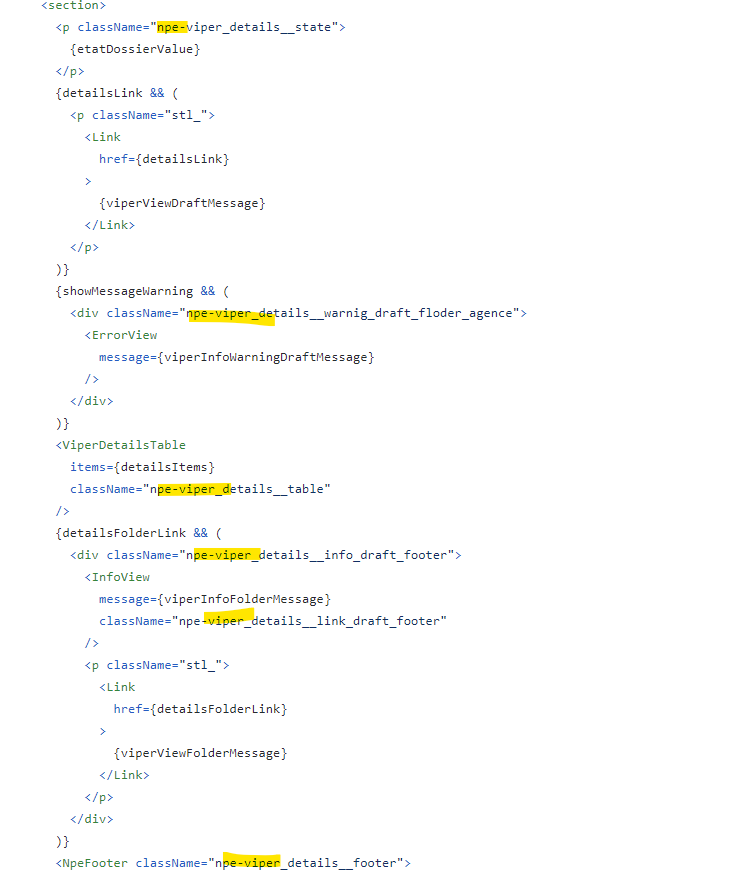 <section>
<p className="npe-viper_details__state">
{etatDossierValue}
</p>
{detailsLink && (
<p className="stl_">
<Link
href={detailsLink}
>
{viperViewDraftMessage}
</Link>
</p>
)}
{showMessageWarning && (
<div className="npe-viper_details__warnig_draft_floder_agence">
<ErrorView
message={viperInfoWarningDraftMessage}
/>
</div>
)}
<ViperDetailsTable
items={detailsItems}
className="npe-viper_details__table"
/>
{detailsFolderLink && (
<div className="npe-viper_details__info_draft_footer">
<InfoView
message={viperInfoFolderMessage}
className="npe-viper_details__link_draft_footer"
/>
<p className="stl_">
<Link
href={detailsFolderLink}
>
{viperViewFolderMessage}
</Link>
</p>
</div>
)}
<NpeFooter className="npe-viper_details__footer">